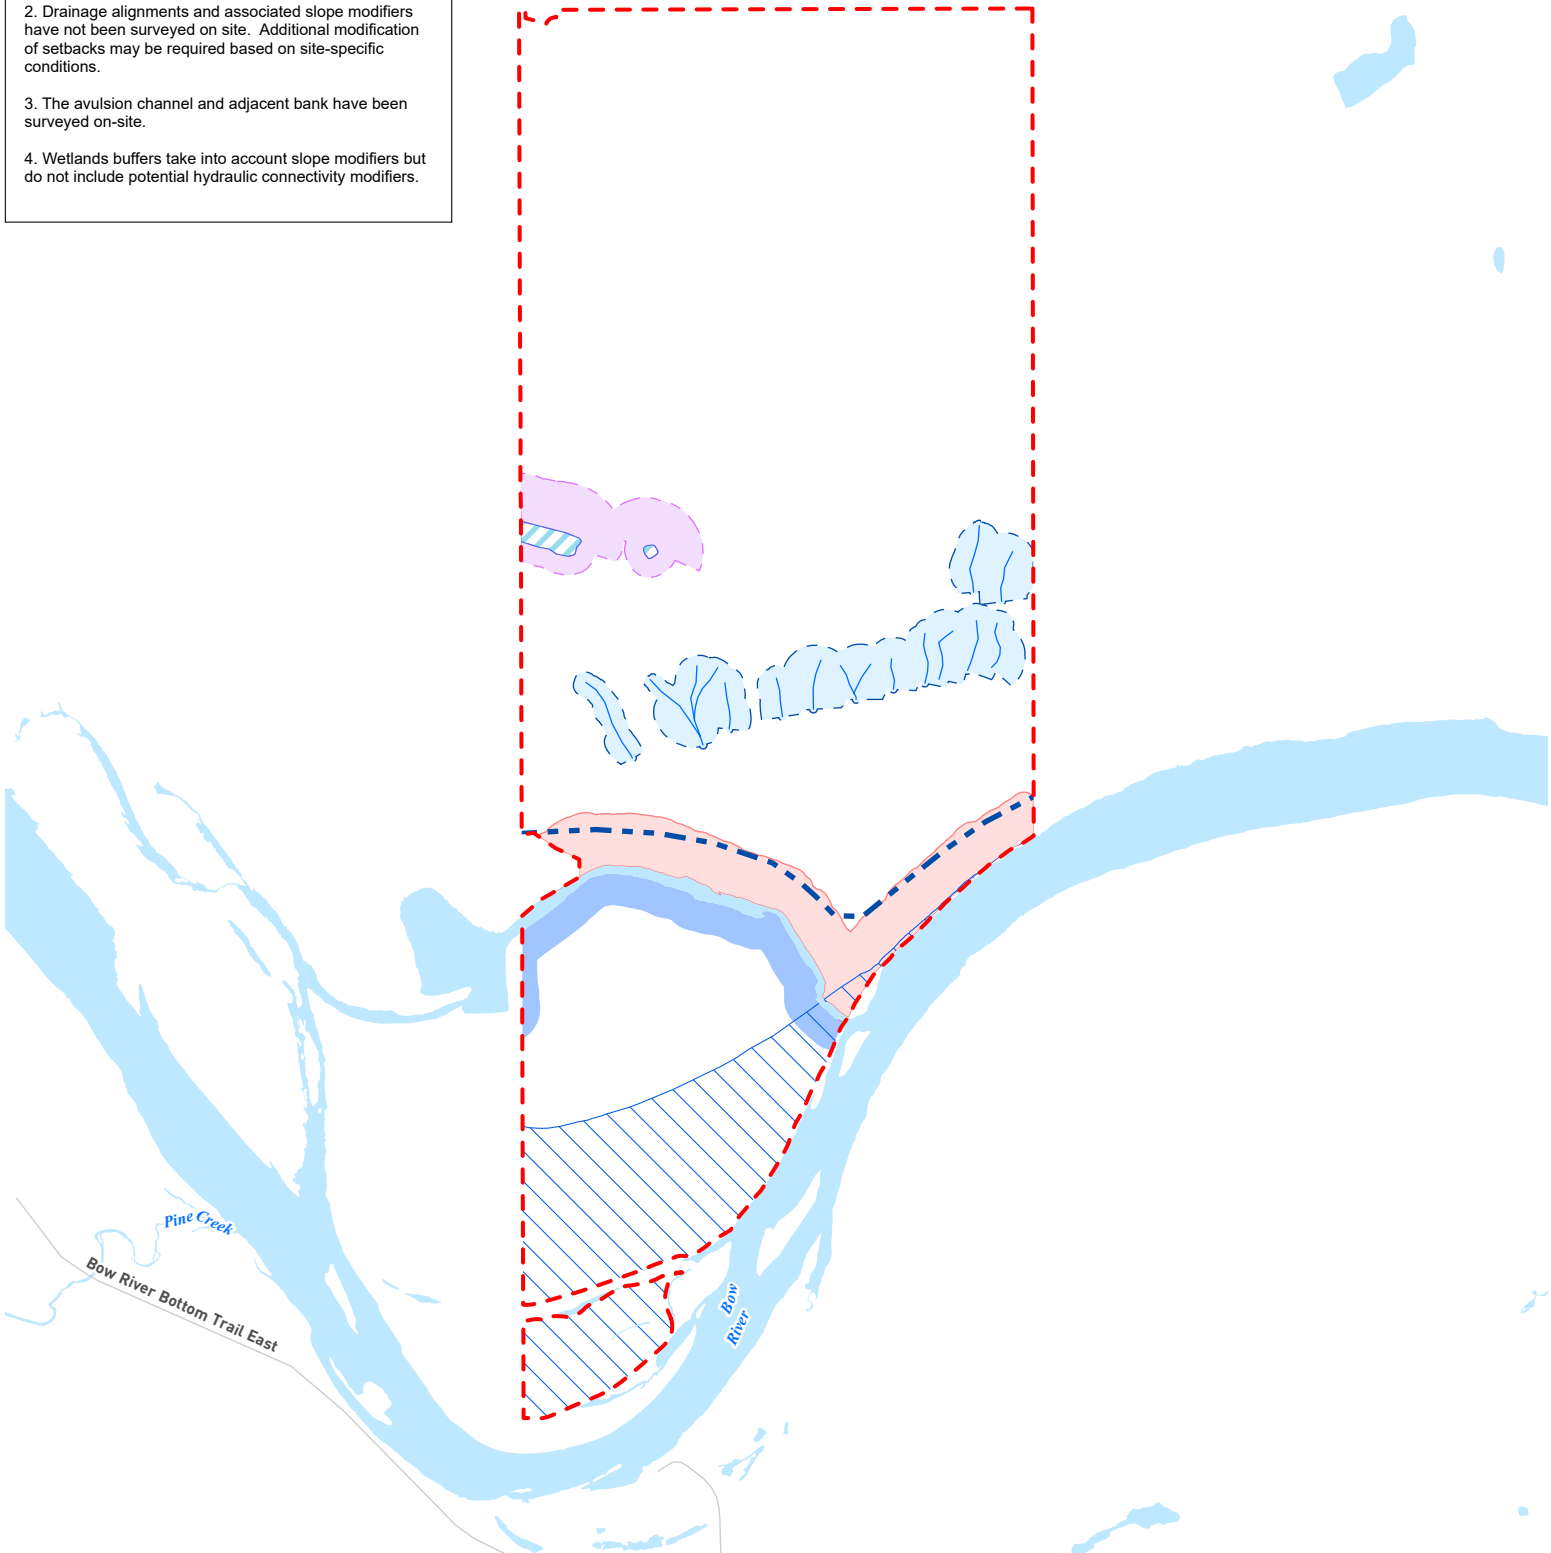 2. Drainage alignments and associated slope modifiers
have not been surveyed on site.  Additional modification
of setbacks may be required based on site-specific
conditions.
3. The avulsion channel and adjacent bank have been
surveyed on-site.
4. Wetlands buffers take into account slope modifiers but
do not include potential hydraulic connectivity modifiers.
Pine Creek
Bow River Bottom Trail East
Bow
River